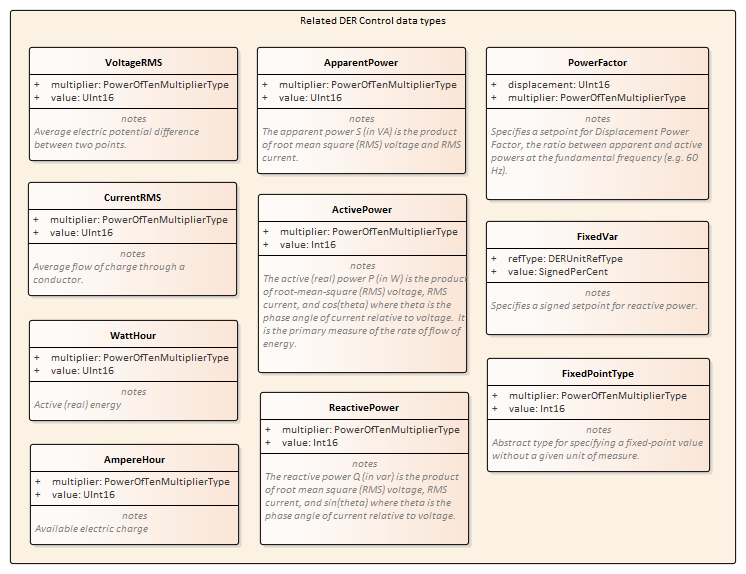 Related DER Control data types
VoltageRMS
+ multiplier: PowerOfTenMultiplierType
+ value: UInt16
notes
Average electric potential difference
between two points.
CurrentRMS
+ multiplier: PowerOfTenMultiplierType
+ value: UInt16
notes
Average flow of charge through a
conductor.
WattHour
+ multiplier: PowerOfTenMultiplierType
+ value: UInt16
notes
Active (real) energy
AmpereHour
+ multiplier: PowerOfTenMultiplierType
+ value: UInt16
notes
Available electric charge
ApparentPower
+ multiplier: PowerOfTenMultiplierType
+ value: UInt16
notes
The apparent power S (in VA) is the product
of root mean square (RMS) voltage and RMS
current.
ActivePower
+ multiplier: PowerOfTenMultiplierType
+ value: Int16
notes
The active (real) power P (in W) is the product
of root-mean-square (RMS) voltage, RMS
current, and cos(theta) where theta is the
phase angle of current relative to voltage. It
is the primary measure of the rate of flow of
energy.
ReactivePower
+ multiplier: PowerOfTenMultiplierType
+ value: Int16
notes
The reactive power Q (in var) is the product
of root mean square (RMS) voltage, RMS
current, and sin(theta) where theta is the
phase angle of current relative to voltage.
PowerFactor
+ displacement: UInt16
+ multiplier: PowerOfTenMultiplierType
notes
Specifies a setpoint for Displacement Power
Factor, the ratio between apparent and active
powers at the fundamental frequency (e.g. 60
Hz).
FixedVar
+ refType: DERUnitRefType
+ value: SignedPerCent
notes
Specifies a signed setpoint for reactive power.
FixedPointType
+ multiplier: PowerOfTenMultiplierType
+ value: Int16
notes
Abstract type for specifying a fixed-point value
without a given unit of measure.